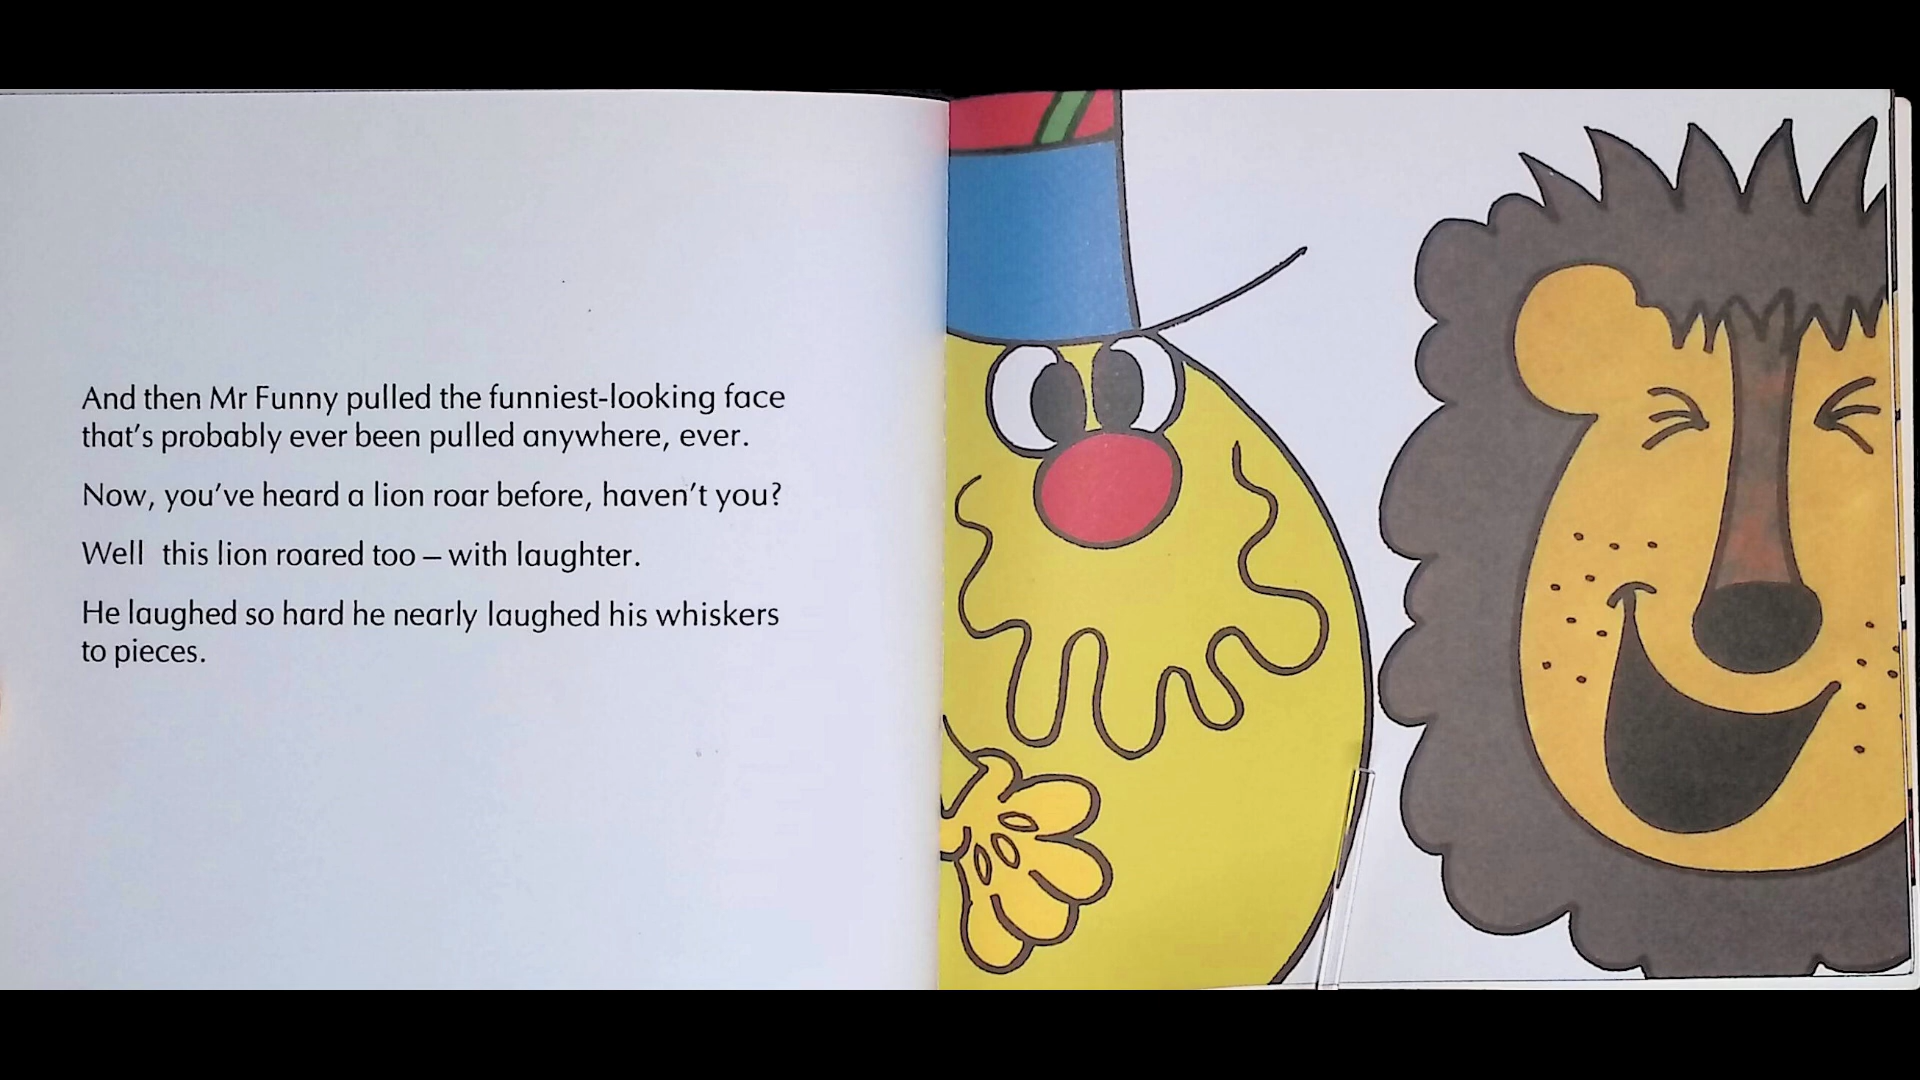 And then Mr Funny pulled the funniest-looking face
that's probably ever been pulled anywhere, ever.
Now, you've heard a lion roar before, haven't you?
Well this lion roared too – with laughter.
He laughed so hard he nearly laughed his whiskers
to pieces.